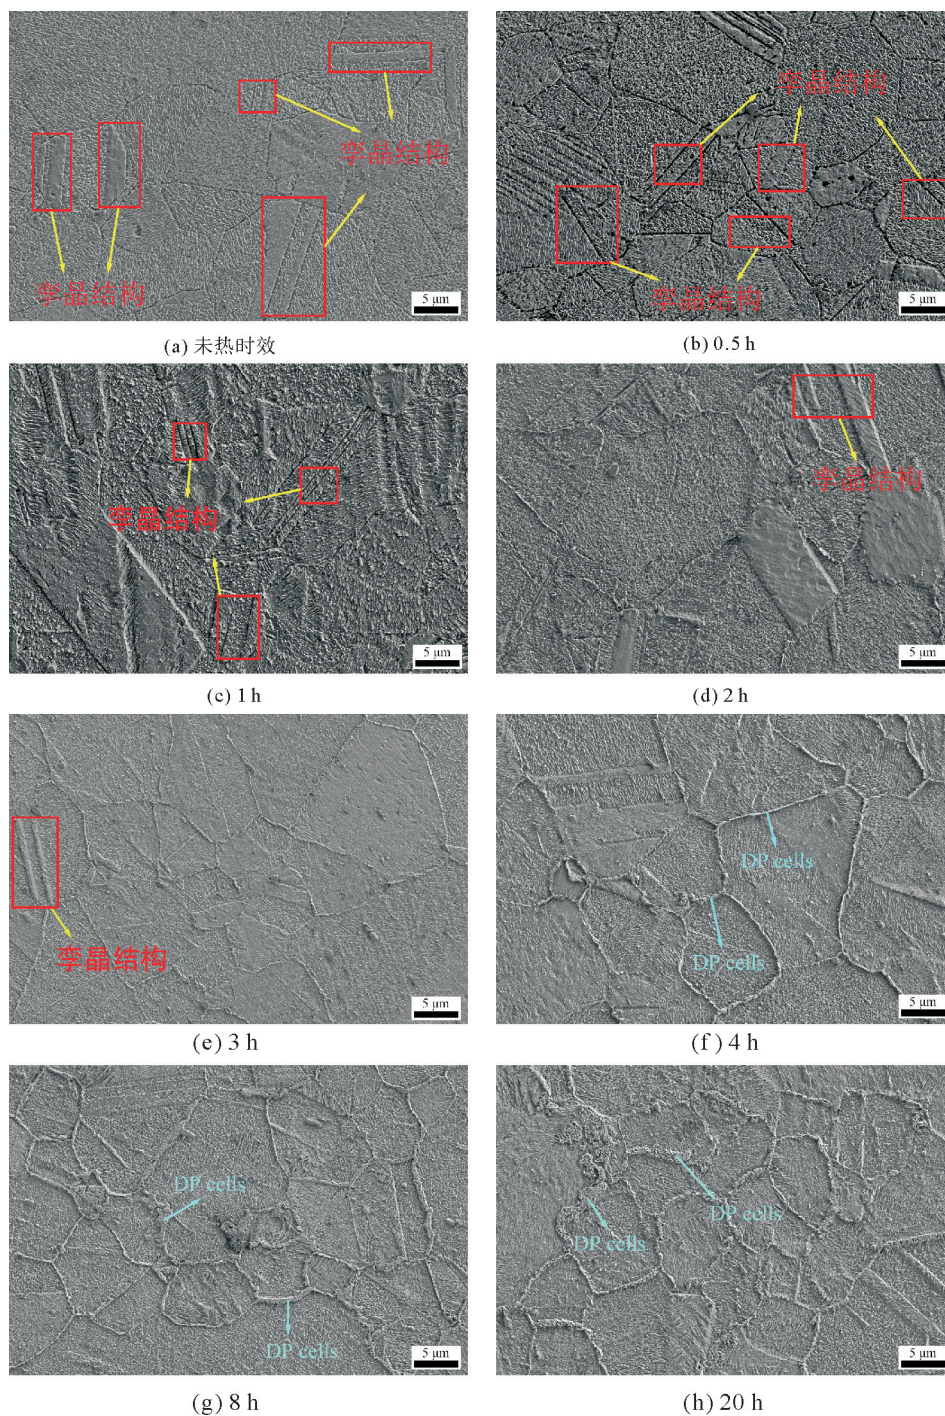 孪晶结构
孪晶结构
5 μm
(a) 未热时效
孪晶结构
孪晶结构
5 μm
(b) 0.5 h
孪晶结构
5 μm
(c) 1 h
孪晶结构
5 μm
(d) 2 h
孪晶结构
5 μm
(e) 3 h
DP cells
DP cells
5 μm
(f) 4 h
DP cells
DP cells
5 μm
(g) 8 h
DP cells
DP cells
5 μm
(h) 20 h